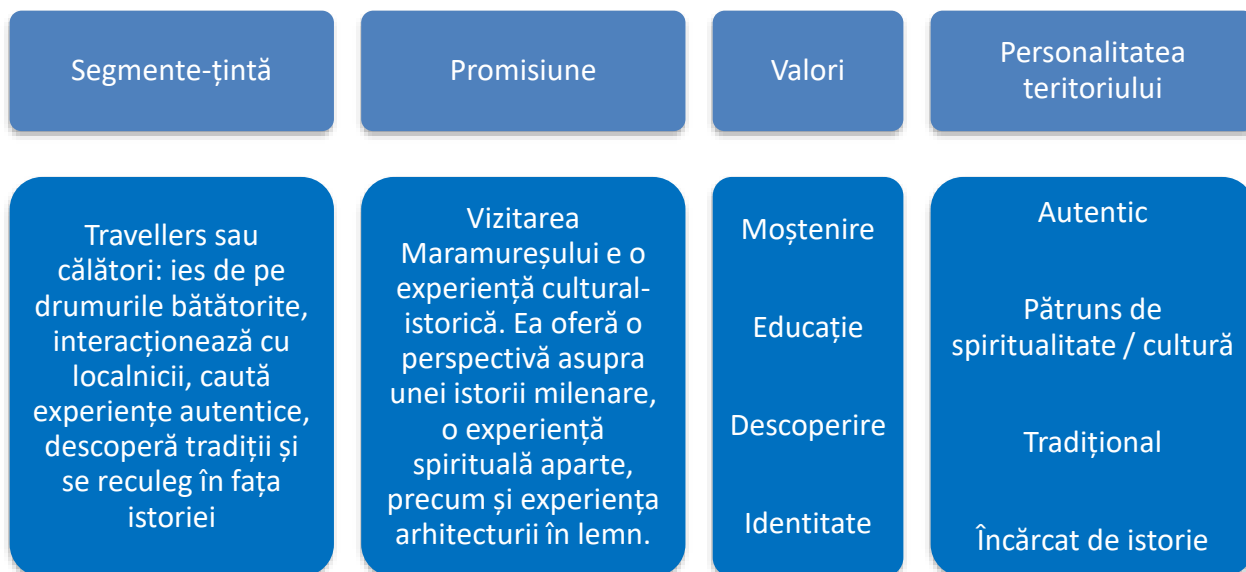 Segmente-țintă
Promisiune
Valori
Personalitatea
teritoriului
Travellers sau
călători: ies de pe
drumurile bătătorite,
interacționează cu
localnicii, caută
experiențe autentice,
descoperă tradiții și
se reculeg în fața
istoriei
Vizitarea
Maramureșului e o
experiență cultural-
istorică. Ea oferă o
perspectivă asupra
unei istorii milenare,
o experiență
spirituală aparte,
precum și experiența
arhitecturii în lemn.
Moștenire
Educație
Descoperire
Identitate
Autentic
Pătruns de
spiritualitate / cultură
Tradițional
Încărcat de istorie